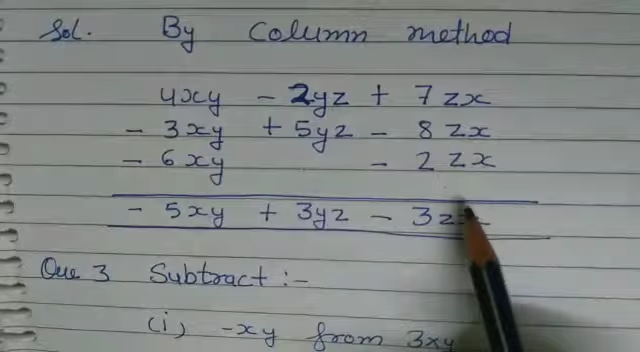 Sol. By Column method
4xy - 2yz + 7zx
- 3xy + 5yz - 8zx
- 6xy - 2zx
- 5xy + 3yz - 3z
Que 3 Subtract :-
(i) -xy from 3xy